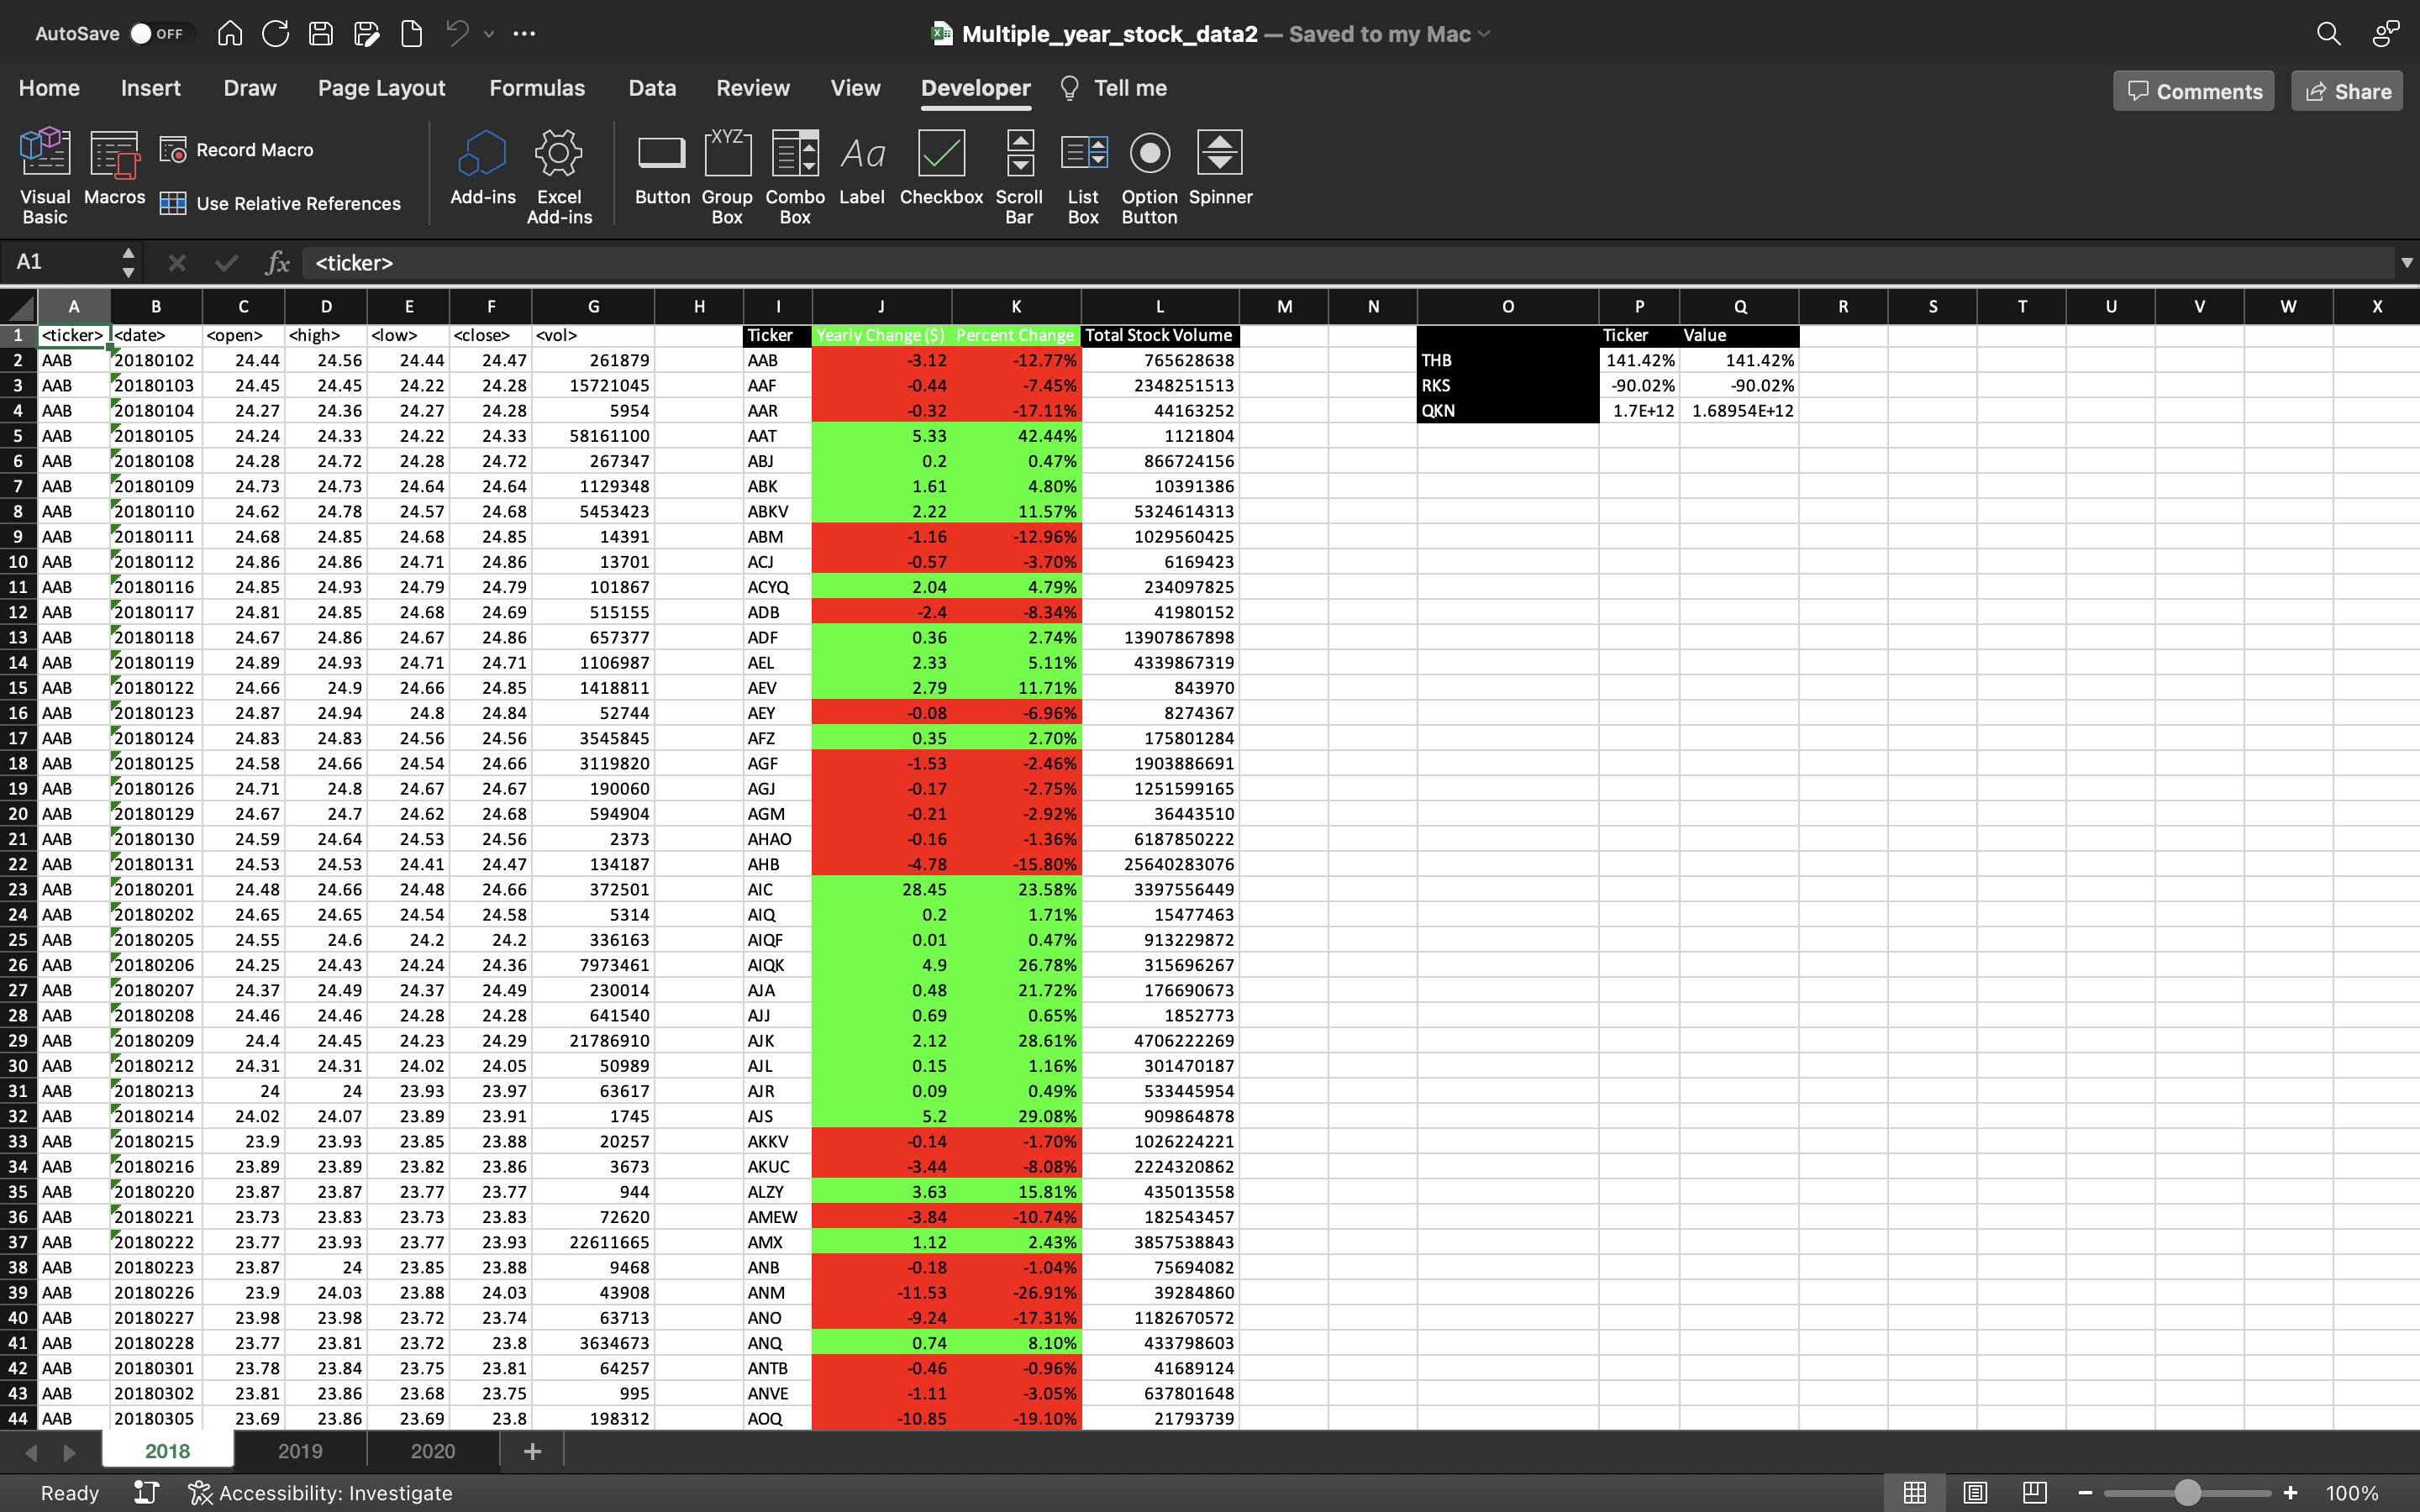 AutoSave OFF Multiple_year_stock_data2 — Saved to my Mac
Home Insert Draw Page Layout Formulas Data Review View Developer Tell me Comments Share
Visual Basic
Macros
Record Macro
Use Relative References
Add-ins
Excel Add-ins
Button
Group Box
Combo Box
Label
Checkbox
Scroll Bar
List Box
Option Button
Spinner
A1 fx <ticker>
A B C D E F G H I J K L M N O P Q R S T U V W X
1 <ticker> <date> <open> <high> <low> <close> <vol> Ticker Yearly Change ($) Percent Change Total Stock Volume Ticker Value
2 AAB 20180102 24.44 24.56 24.44 24.47 261879 AAB -3.12 -12.77% 765628638 THB 141.42% 141.42%
3 AAB 20180103 24.45 24.45 24.22 24.28 15721045 AAF -0.44 -7.45% 2348251513 RKS -90.02% -90.02%
4 AAB 20180104 24.27 24.36 24.27 24.28 5954 AAR -0.32 -17.11% 44163252 QKN 1.7E+12 1.68954E+12
5 AAB 20180105 24.24 24.33 24.22 24.33 58161100 AAT 5.33 42.44% 1121804
6 AAB 20180108 24.28 24.72 24.28 24.72 267347 ABJ 0.2 0.47% 866724156
7 AAB 20180109 24.73 24.73 24.64 24.64 1129348 ABK 1.61 4.80% 10391386
8 AAB 20180110 24.62 24.78 24.57 24.68 5453423 ABKV 2.22 11.57% 5324614313
9 AAB 20180111 24.68 24.85 24.68 24.85 14391 ABM -1.16 -12.96% 1029560425
10 AAB 20180112 24.86 24.86 24.71 24.86 13701 ACJ -0.57 -3.70% 6169423
11 AAB 20180116 24.85 24.93 24.79 24.79 101867 ACYQ 2.04 4.79% 234097825
12 AAB 20180117 24.81 24.85 24.68 24.69 515155 ADB -2.4 -8.34% 41980152
13 AAB 20180118 24.67 24.86 24.67 24.86 657377 ADF 0.36 2.74% 13907867898
14 AAB 20180119 24.89 24.93 24.71 24.71 1106987 AEL 2.33 5.11% 4339867319
15 AAB 20180122 24.66 24.9 24.66 24.85 1418811 AEV 2.79 11.71% 843970
16 AAB 20180123 24.87 24.94 24.8 24.84 52744 AEY -0.08 -6.96% 8274367
17 AAB 20180124 24.83 24.83 24.56 24.56 3545845 AFZ 0.35 2.70% 175801284
18 AAB 20180125 24.58 24.66 24.54 24.66 3119820 AGF -1.53 -2.46% 1903886691
19 AAB 20180126 24.71 24.8 24.67 24.67 190060 AGJ -0.17 -2.75% 1251599165
20 AAB 20180129 24.67 24.7 24.62 24.68 594904 AGM -0.21 -2.92% 36443510
21 AAB 20180130 24.59 24.64 24.53 24.56 2373 AHAO -0.16 -1.36% 6187850222
22 AAB 20180131 24.53 24.53 24.41 24.47 134187 AHB -4.78 -15.80% 25640283076
23 AAB 20180201 24.48 24.66 24.48 24.66 372501 AIC 28.45 23.58% 3397556449
24 AAB 20180202 24.65 24.65 24.54 24.58 5314 AIQ 0.2 1.71% 15477463
25 AAB 20180205 24.55 24.6 24.2 24.2 336163 AIQF 0.01 0.47% 913229872
26 AAB 20180206 24.25 24.43 24.24 24.36 7973461 AIQK 4.9 26.78% 315696267
27 AAB 20180207 24.37 24.49 24.37 24.49 230014 AJA 0.48 21.72% 176690673
28 AAB 20180208 24.46 24.46 24.28 24.28 641540 AJJ 0.69 0.65% 1852773
29 AAB 20180209 24.4 24.45 24.23 24.29 21786910 AJK 2.12 28.61% 4706222269
30 AAB 20180212 24.31 24.31 24.02 24.05 50989 AJL 0.15 1.16% 301470187
31 AAB 20180213 24 24 23.93 23.97 63617 AJR 0.09 0.49% 533445954
32 AAB 20180214 24.02 24.07 23.89 23.91 1745 AJS 5.2 29.08% 909864878
33 AAB 20180215 23.9 23.93 23.85 23.88 20257 AKKV -0.14 -1.70% 1026224221
34 AAB 20180216 23.89 23.89 23.82 23.86 3673 AKUC -3.44 -8.08% 2224320862
35 AAB 20180220 23.87 23.87 23.77 23.77 944 ALZY 3.63 15.81% 435013558
36 AAB 20180221 23.73 23.83 23.73 23.83 72620 AMEW -3.84 -10.74% 182543457
37 AAB 20180222 23.77 23.93 23.77 23.93 22611665 AMX 1.12 2.43% 3857538843
38 AAB 20180223 23.87 24 23.85 23.88 9468 ANB -0.18 -1.04% 75694082
39 AAB 20180226 23.9 24.03 23.88 24.03 43908 ANM -11.53 -26.91% 39284860
40 AAB 20180227 23.98 23.98 23.72 23.74 63713 ANO -9.24 -17.31% 1182670572
41 AAB 20180228 23.77 23.81 23.72 23.8 3634673 ANQ 0.74 8.10% 433798603
42 AAB 20180301 23.78 23.84 23.75 23.81 64257 ANTB -0.46 -0.96% 41689124
43 AAB 20180302 23.81 23.86 23.68 23.75 995 ANVE -1.11 -3.05% 637801648
44 AAB 20180305 23.69 23.86 23.69 23.8 198312 AOQ -10.85 -19.10% 21793739
2018 2019 2020 +
Ready Accessibility: Investigate − + 100%